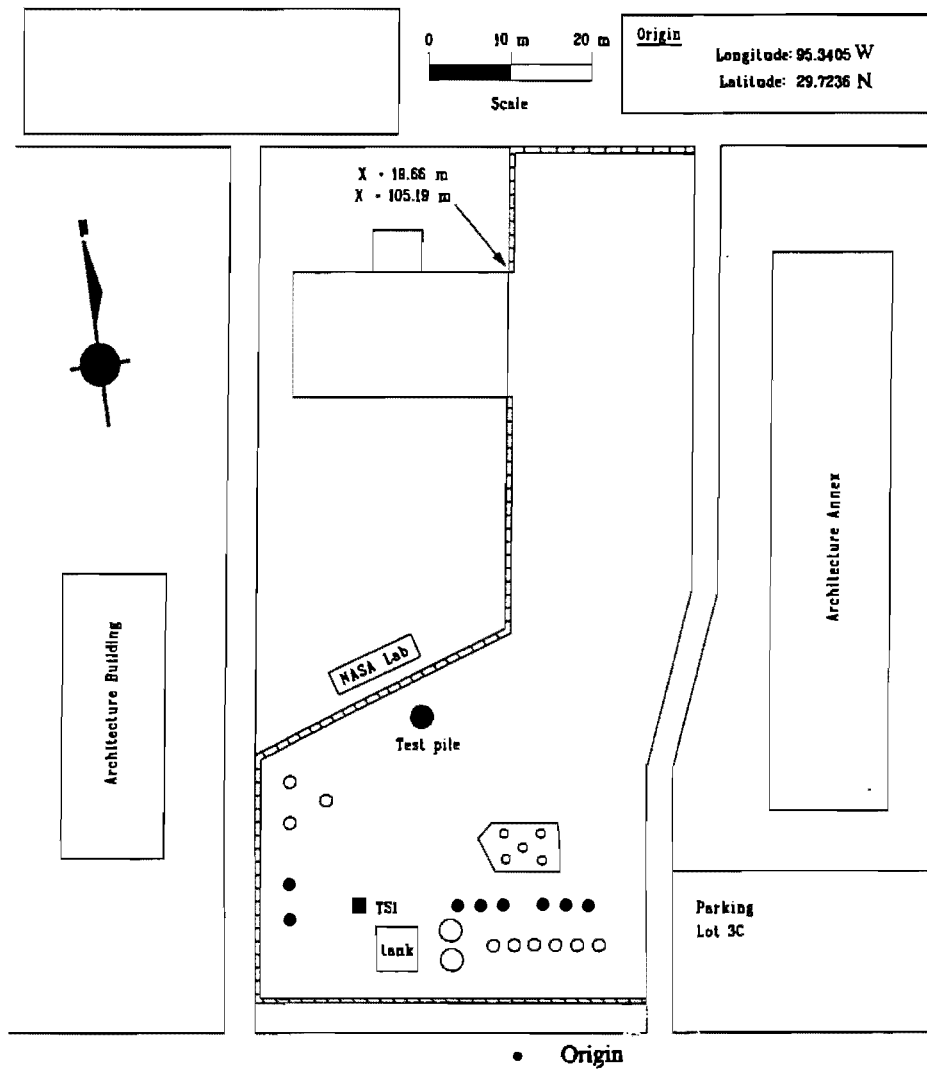 0 10 m 20 m
Scale
Origin
Longitude: 95.3405 W
Latitude: 29.7236 N
X - 19.66 m
X - 105.19 m
N
Architecture Annex
Architecture Building
NASA Lab
Test pile
TS1
tank
Parking
Lot 3C
Origin